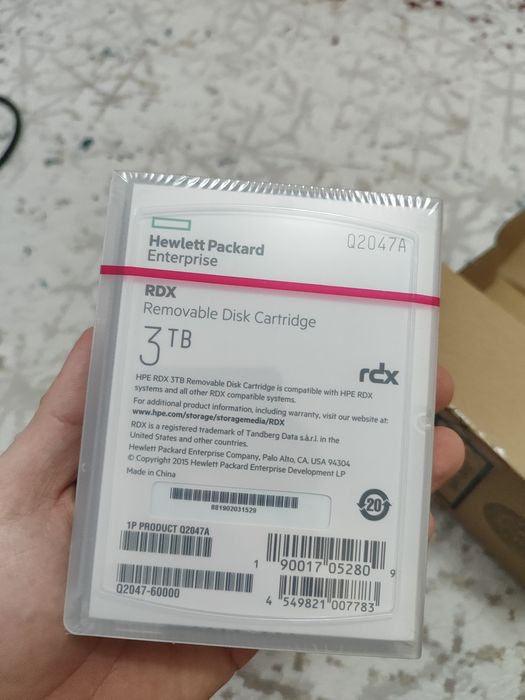 Hewlett Packard
Enterprise
Q2047A
RDX
Removable Disk Cartridge
3 TB
rdx
HPE RDX 3TB Removable Disk Cartridge is compatible with HPE RDX
systems and all other RDX compatible systems.
For additional product information, including warranty, visit our website at:
www.hpe.com/storage/storagemedia/RDX
RDX is a registered trademark of Tandberg Data s.à.r.l. in the
United States and other countries.
Hewlett Packard Enterprise Company, Palo Alto, CA, USA 94304
© Copyright 2015 Hewlett Packard Enterprise Development LP
Made in China
881902031529
20
1P PRODUCT Q2047A
Q2047-60000
1 90017 05280 9
4 549821 007783